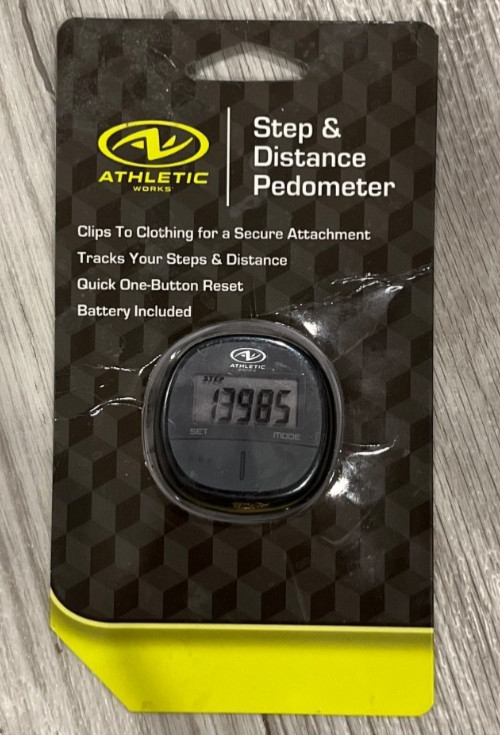 ATHLETIC
WORKS
Step &
Distance
Pedometer
Clips To Clothing for a Secure Attachment
Tracks Your Steps & Distance
Quick One-Button Reset
Battery Included
ATHLETIC
WORKS
STEP
13985
SET
MODE